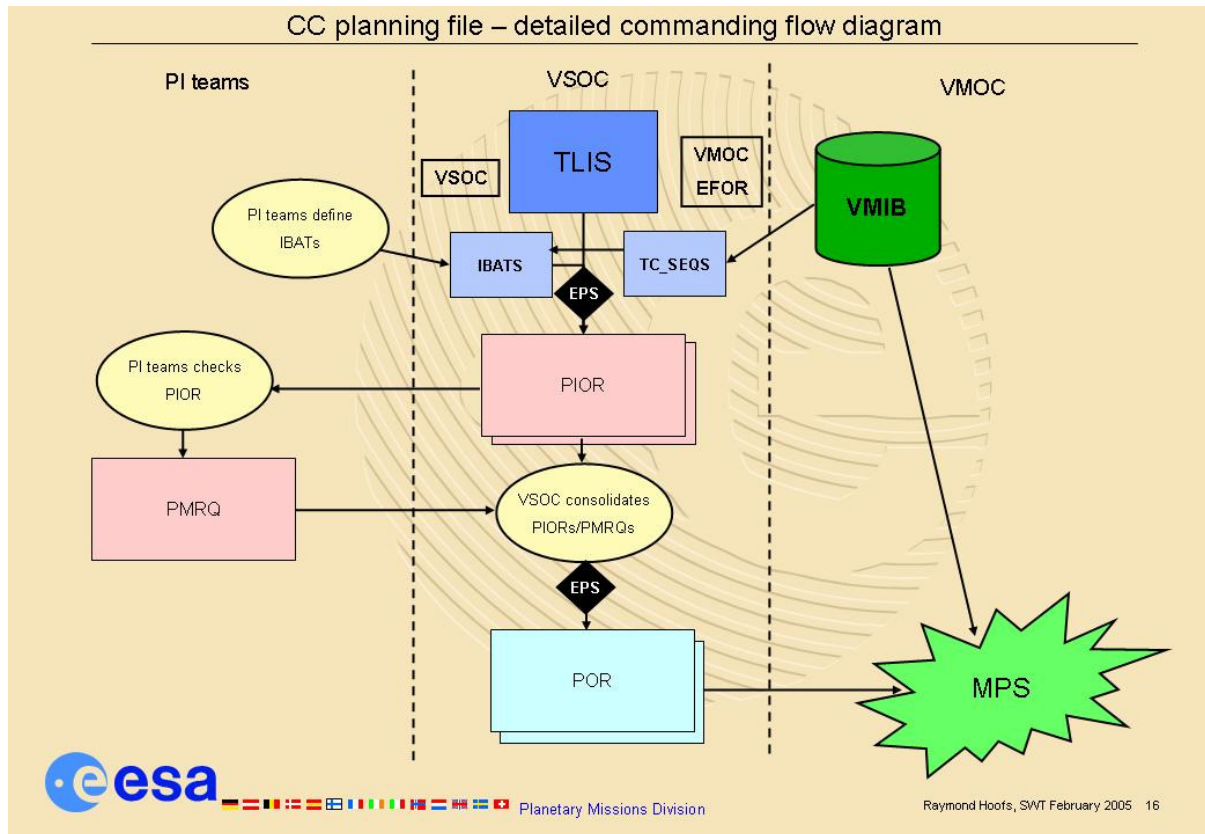 CC planning file – detailed commanding flow diagram
PI teams
VSOC
VMOC
TLIS
VSOC
VMOC
EFOR
VMIB
PI teams define
IBATs
IBATS
TC_SEQS
EPS
PIOR
PI teams checks
PIOR
PMRQ
VSOC consolidates
PIORs/PMRQs
EPS
POR
MPS
esa
Planetary Missions Division
Raymond Hoofs, SWT February 2005 16